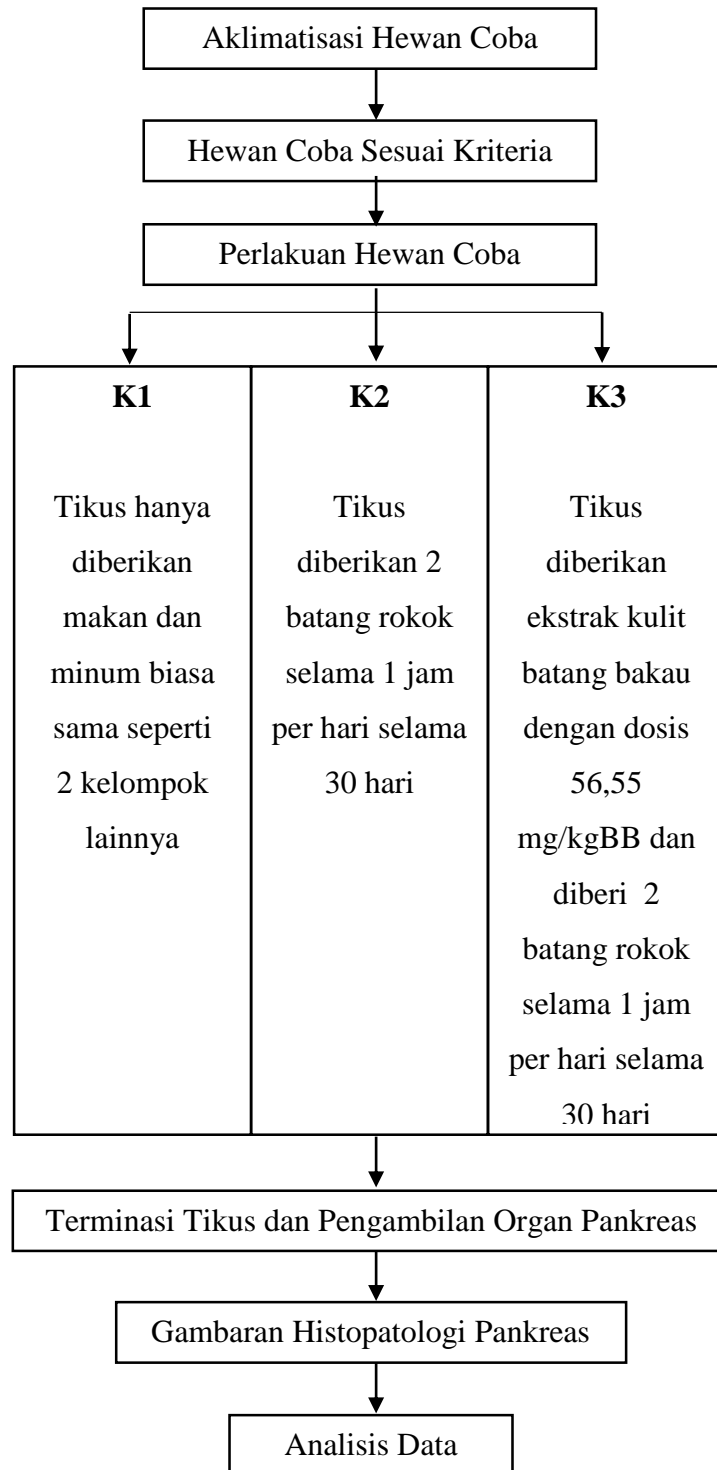 Aklimatisasi Hewan Coba
Hewan Coba Sesuai Kriteria
Perlakuan Hewan Coba
K1
Tikus hanya
diberikan
makan dan
minum biasa
sama seperti
2 kelompok
lainnya
K2
Tikus
diberikan 2
batang rokok
selama 1 jam
per hari selama
30 hari
K3
Tikus
diberikan
ekstrak kulit
batang bakau
dengan dosis
56,55
mg/kgBB dan
diberi  2
batang rokok
selama 1 jam
per hari selama
30 hari
Terminasi Tikus dan Pengambilan Organ Pankreas
Gambaran Histopatologi Pankreas
Analisis Data